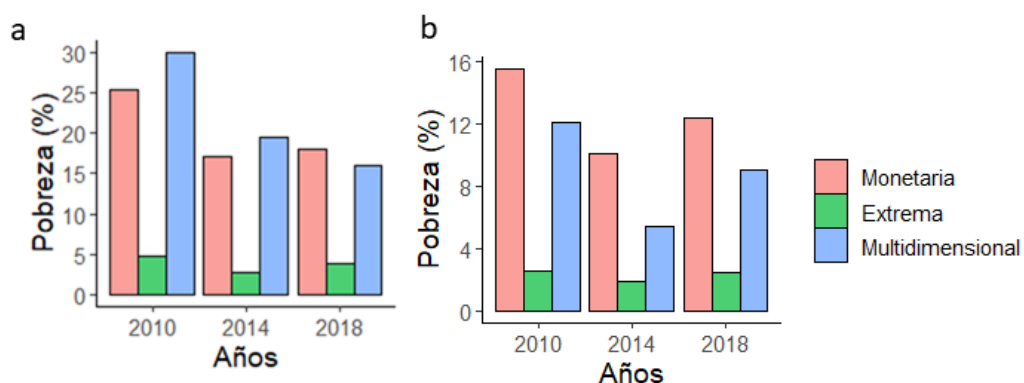 a
Pobreza (%)
30
25
20
15
10
5
0
2010 2014 2018
Años
b
Pobreza (%)
16
12
8
4
0
2010 2014 2018
Años
Monetaria
Extrema
Multidimensional